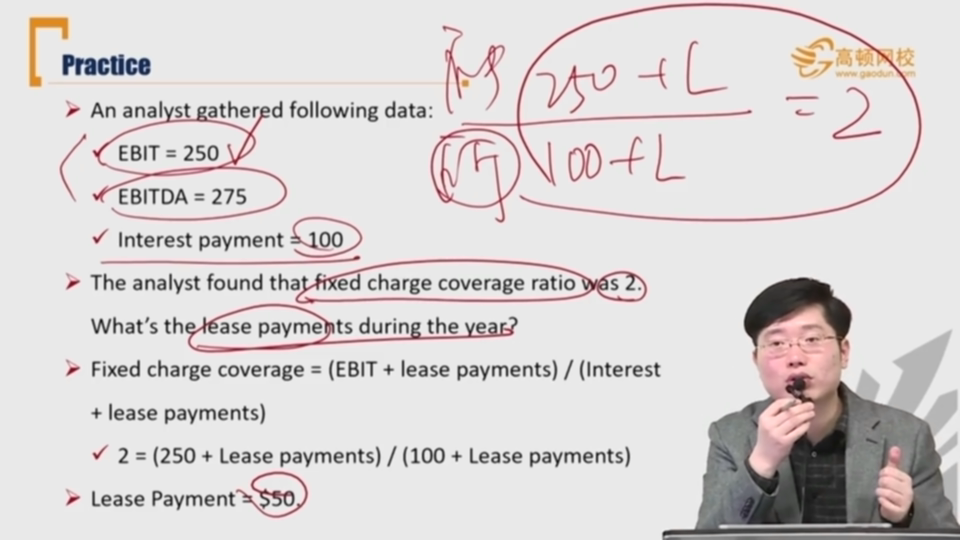 Practice
高顿网校
www.gaodun.com
250 + L
100 + L
= 2
An analyst gathered following data:
EBIT = 250
EBITDA = 275
Interest payment = 100
The analyst found that fixed charge coverage ratio was 2.
What's the lease payments during the year?
Fixed charge coverage = (EBIT + lease payments) / (Interest
+ lease payments)
2 = (250 + Lease payments) / (100 + Lease payments)
Lease Payment = $50.